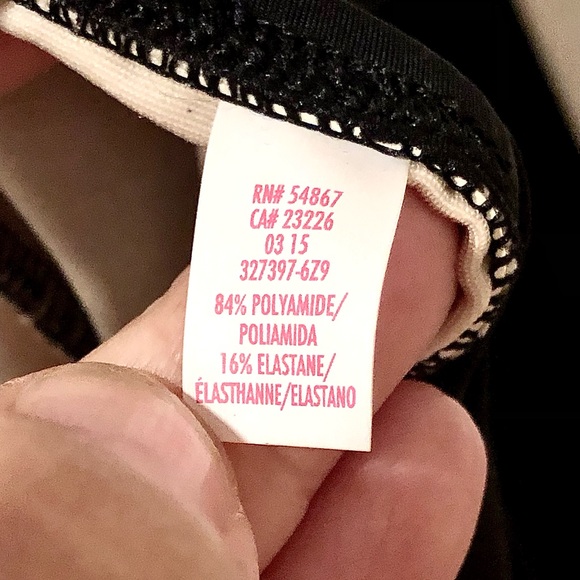 RN# 54867
CA# 23226
03 15
327397-6Z9
84% POLYAMIDE/
POLIAMIDA
16% ELASTANE/
ÉLASTHANNE/ELASTANO